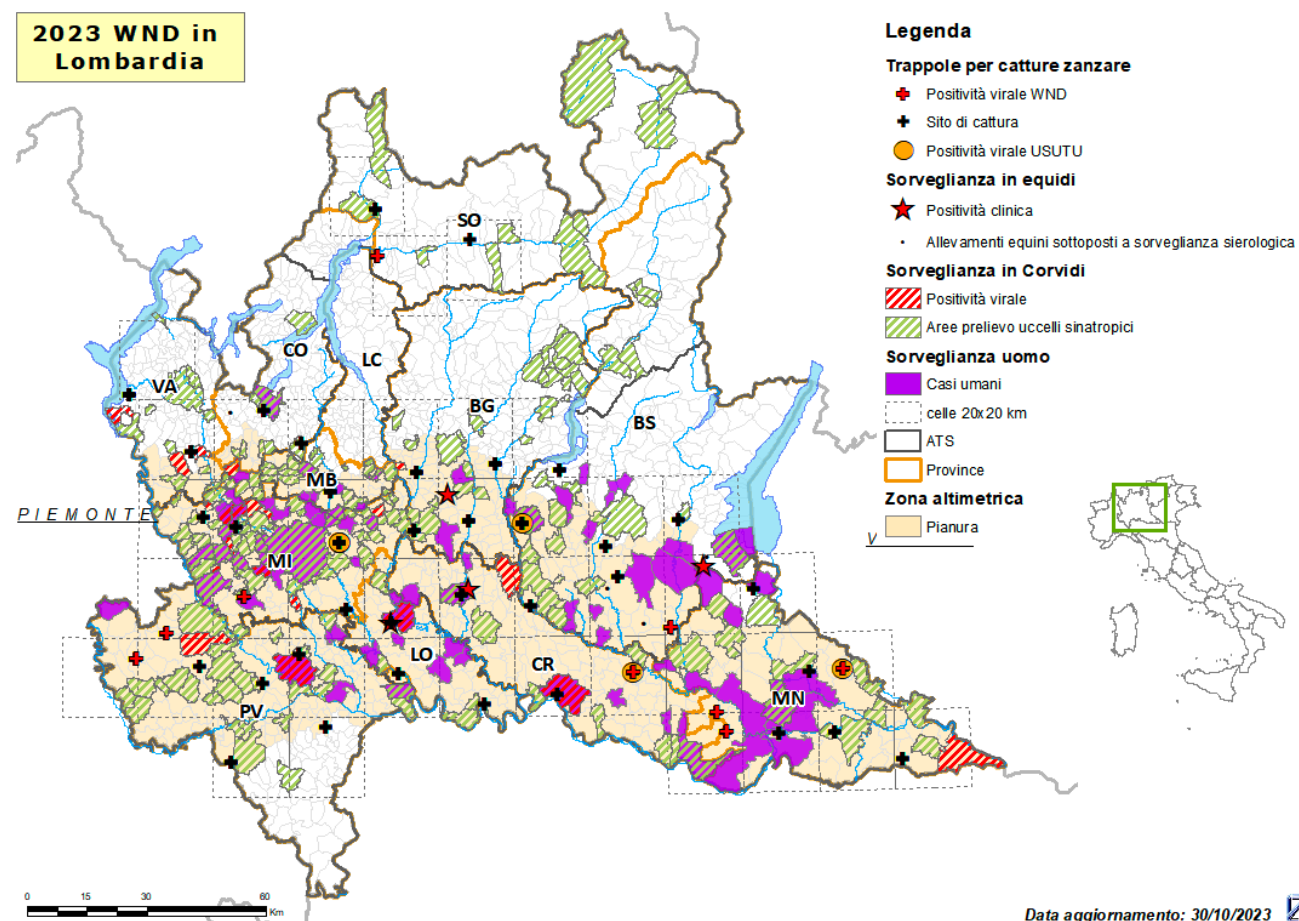 2023 WND in
Lombardia
Legenda
Trappole per catture zanzare
Positività virale WND
Sito di cattura
Positività virale USUTU
Sorveglianza in equidi
Positività clinica
Allevamenti equini sottoposti a sorveglianza sierologica
Sorveglianza in Corvidi
Positività virale
Aree prelievo uccelli sinatropici
Sorveglianza uomo
Casi umani
celle 20x20 km
ATS
Province
Zona altimetrica
Pianura
SO
CO
LC
VA
BG
BS
MB
PIEMONTE
V
MI
LO
CR
MN
PV
0 15 30 60
Km
Data aggiornamento: 30/10/2023